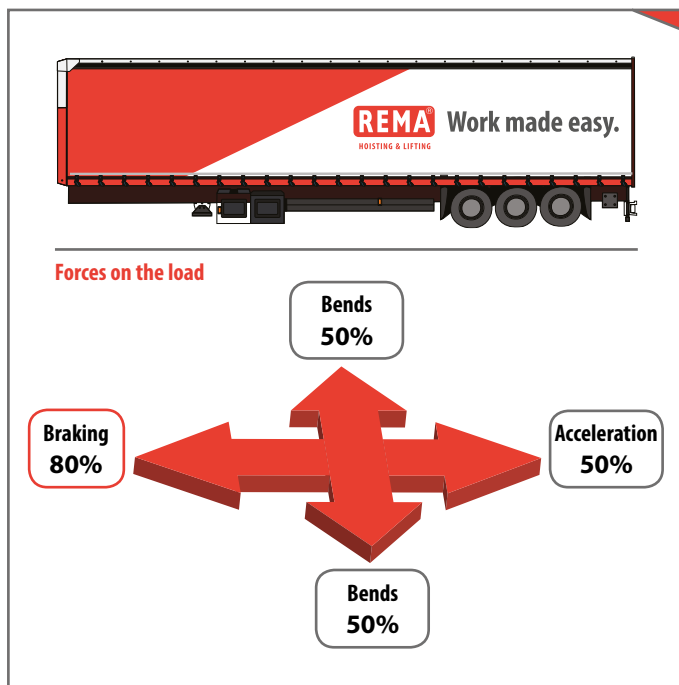 REMA®
HOISTING & LIFTING
Work made easy.
Forces on the load
Bends
50%
Braking
80%
Acceleration
50%
Bends
50%